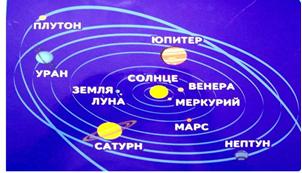 ПЛУТОН
ЮПИТЕР
УРАН
СОЛНЦЕ
ЗЕМЛЯ
ВЕНЕРА
ЛУНА
МЕРКУРИЙ
МАРС
САТУРН
НЕПТУН